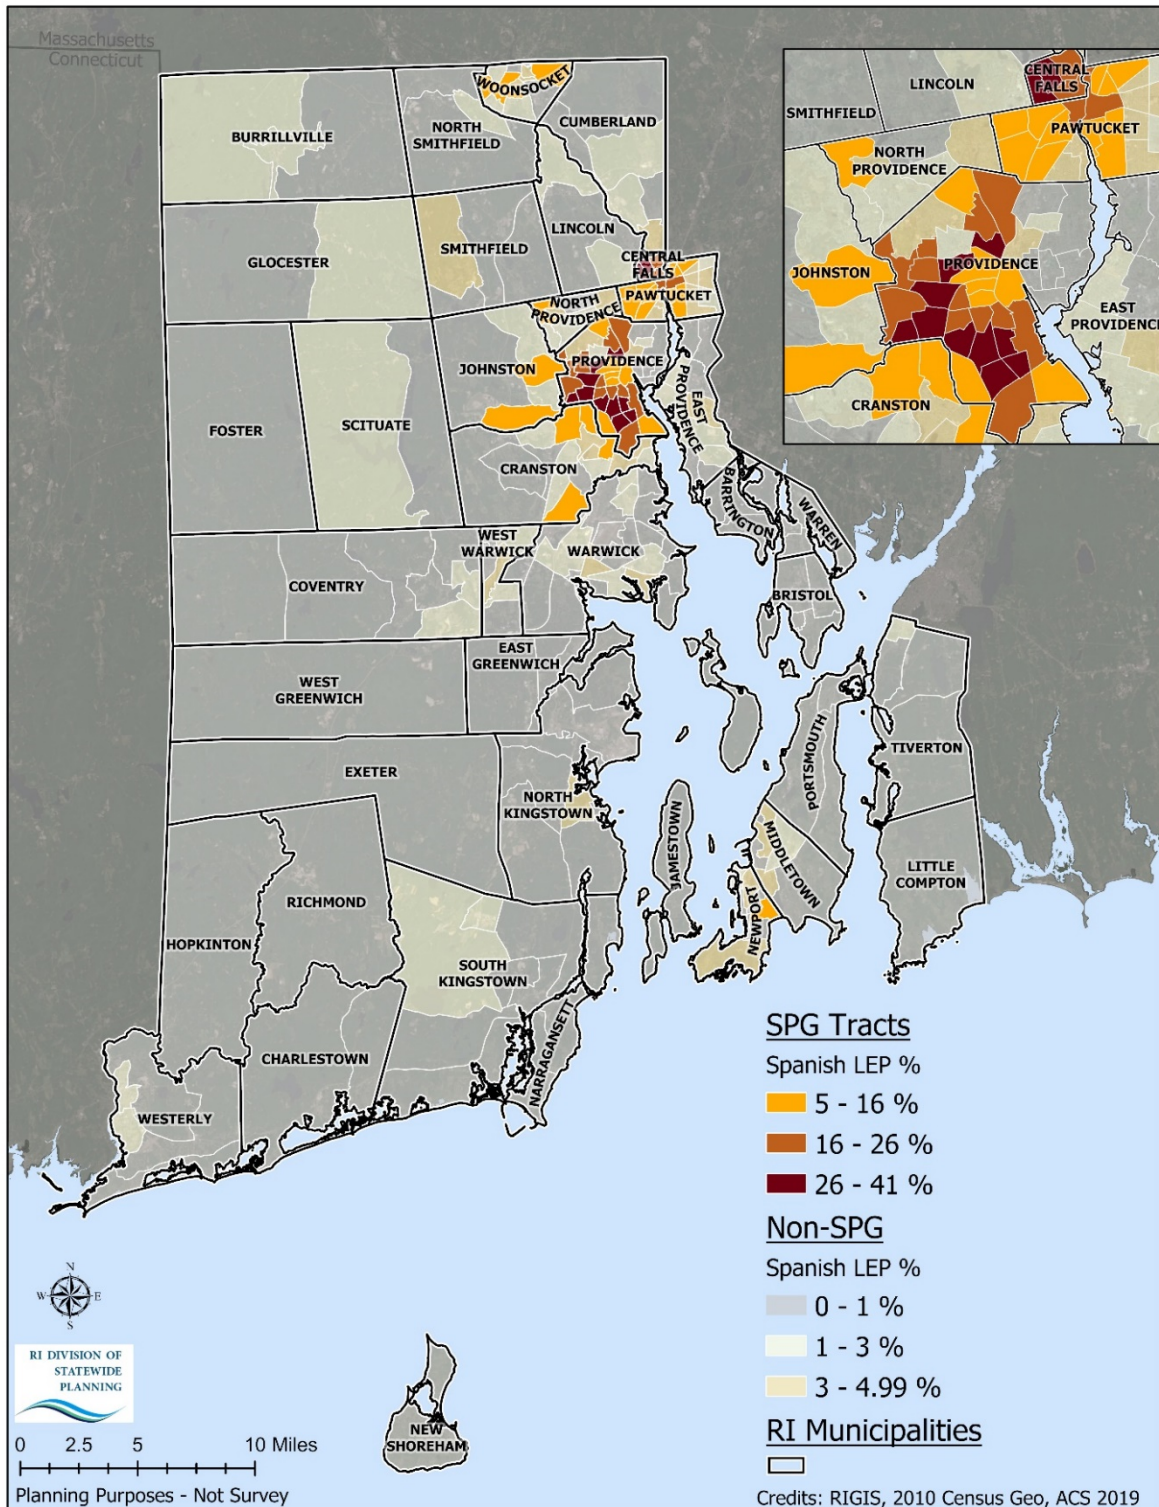 Massachusetts
Connecticut
WOONSOCKET
BURRILLVILLE
NORTH
SMITHFIELD
CUMBERLAND
GLOCESTER
SMITHFIELD
LINCOLN
CENTRAL
FALLS
PAWTUCKET
NORTH
PROVIDENCE
PROVIDENCE
JOHNSTON
FOSTER
SCITUATE
EAST
PROVIDENCE
CRANSTON
BARRINGTON
WARREN
WEST
WARWICK
WARWICK
COVENTRY
BRISTOL
EAST
GREENWICH
WEST
GREENWICH
PORTSMOUTH
TIVERTON
EXETER
NORTH
KINGSTOWN
JAMESTOWN
MIDDLETOWN
LITTLE
COMPTON
RICHMOND
NEWPORT
HOPKINTON
SOUTH
KINGSTOWN
NARRAGANSETT
CHARLESTOWN
WESTERLY
NEW
SHOREHAM
CENTRAL
FALLS
LINCOLN
SMITHFIELD
PAWTUCKET
NORTH
PROVIDENCE
PROVIDENCE
JOHNSTON
EAST
PROVIDENCE
CRANSTON
SPG Tracts
Spanish LEP %
5 - 16 %
16 - 26 %
26 - 41 %
Non-SPG
Spanish LEP %
0 - 1 %
1 - 3 %
3 - 4.99 %
RI Municipalities
N
W E
S
RI DIVISION OF
STATEWIDE
PLANNING
0 2.5 5 10 Miles
Planning Purposes - Not Survey
Credits: RIGIS, 2010 Census Geo, ACS 2019